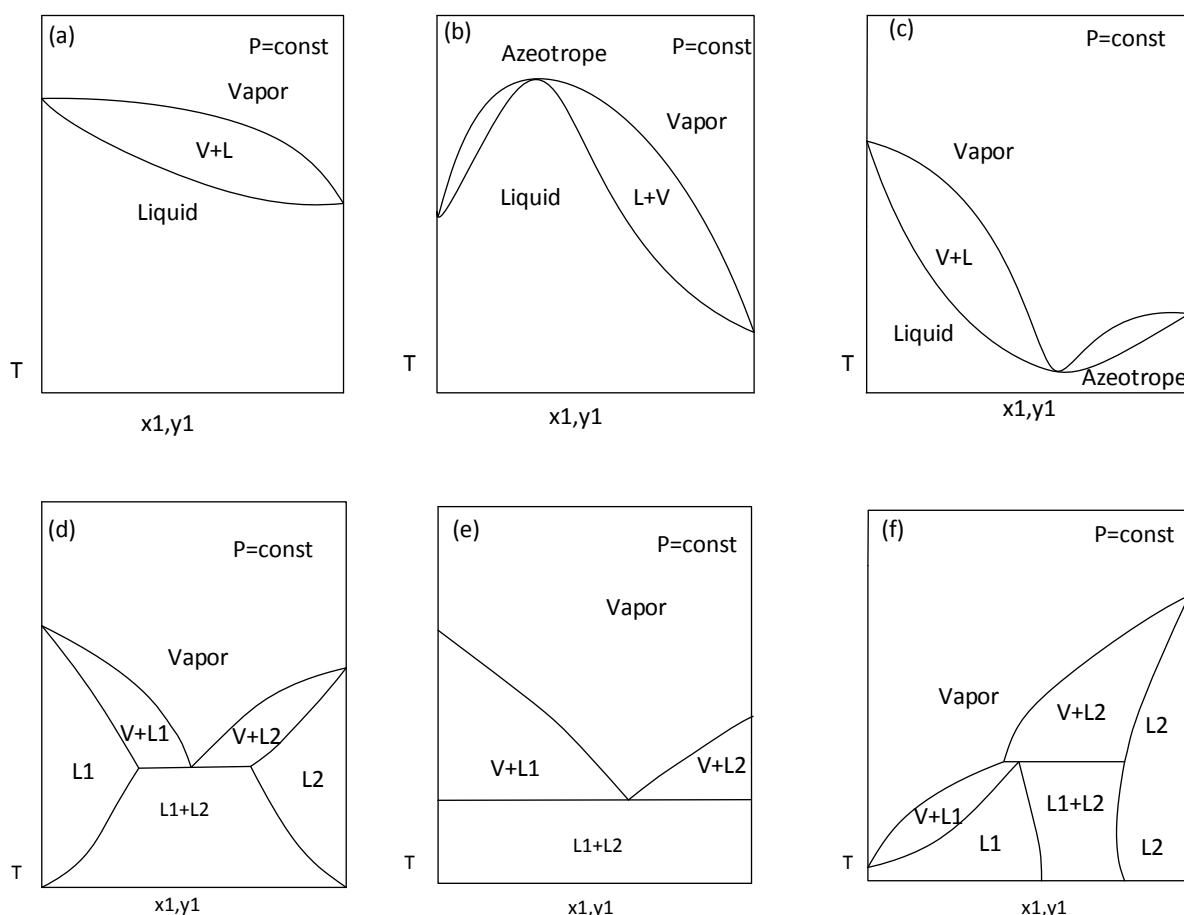 (a)
P=const
Vapor
V+L
Liquid
T
x1,y1
(b)
P=const
Azeotrope
Vapor
Liquid
L+V
T
x1,y1
(c)
P=const
Vapor
V+L
Liquid
Azeotrope
T
x1,y1
(d)
P=const
Vapor
V+L1
V+L2
L1
L2
L1+L2
T
x1,y1
(e)
P=const
Vapor
V+L1
V+L2
L1+L2
T
x1,y1
(f)
P=const
Vapor
V+L2
L2
V+L1
L1+L2
L1
L2
T
x1,y1